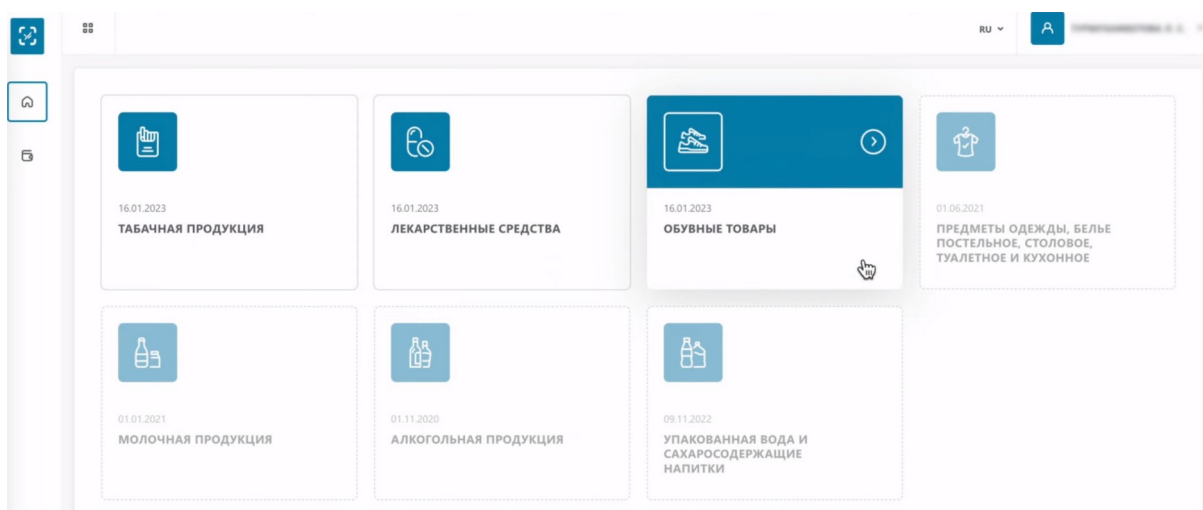 RU
16.01.2023
ТАБАЧНАЯ ПРОДУКЦИЯ
16.01.2023
ЛЕКАРСТВЕННЫЕ СРЕДСТВА
16.01.2023
ОБУВНЫЕ ТОВАРЫ
01.06.2021
ПРЕДМЕТЫ ОДЕЖДЫ, БЕЛЬЕ
ПОСТЕЛЬНОЕ, СТОЛОВОЕ,
ТУАЛЕТНОЕ И КУХОННОЕ
01.01.2021
МОЛОЧНАЯ ПРОДУКЦИЯ
01.11.2020
АЛКОГОЛЬНАЯ ПРОДУКЦИЯ
09.11.2022
УПАКОВАННАЯ ВОДА И
САХАРОСОДЕРЖАЩИЕ
НАПИТКИ